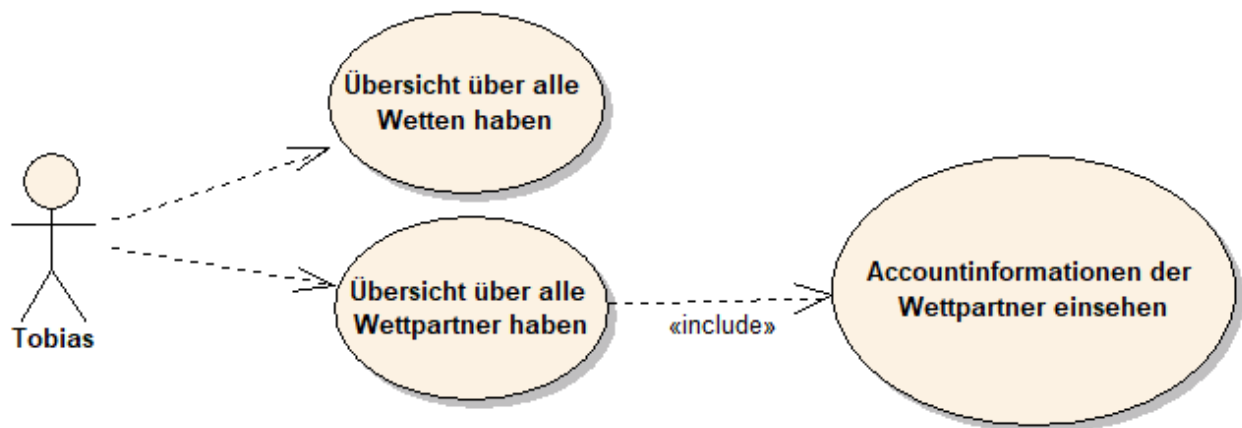 Übersicht über alle
Wetten haben
Tobias
Übersicht über alle
Wettpartner haben
«include»
Accountinformationen der
Wettpartner einsehen